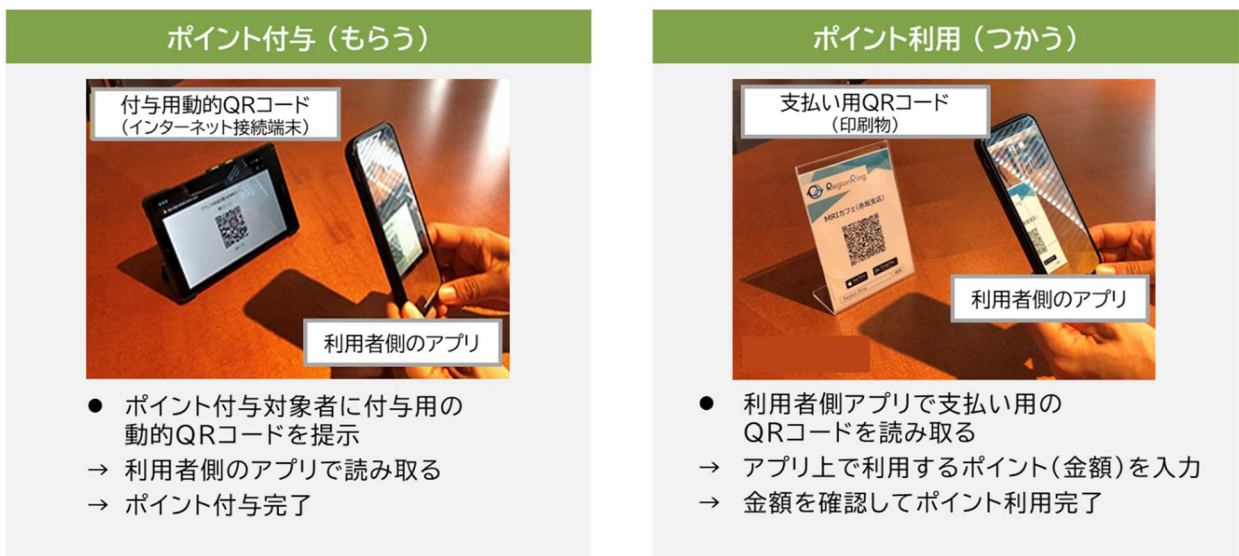 ポイント付与（もらう）
付与用動的QRコード
（インターネット接続端末）
利用者側のアプリ
● ポイント付与対象者に付与用の
動的QRコードを提示
→ 利用者側のアプリで読み取る
→ ポイント付与完了
ポイント利用（つかう）
支払い用QRコード
（印刷物）
RegionRing
MRIカフェ（赤坂支店）
利用者側のアプリ
● 利用者側アプリで支払い用の
QRコードを読み取る
→ アプリ上で利用するポイント（金額）を入力
→ 金額を確認してポイント利用完了